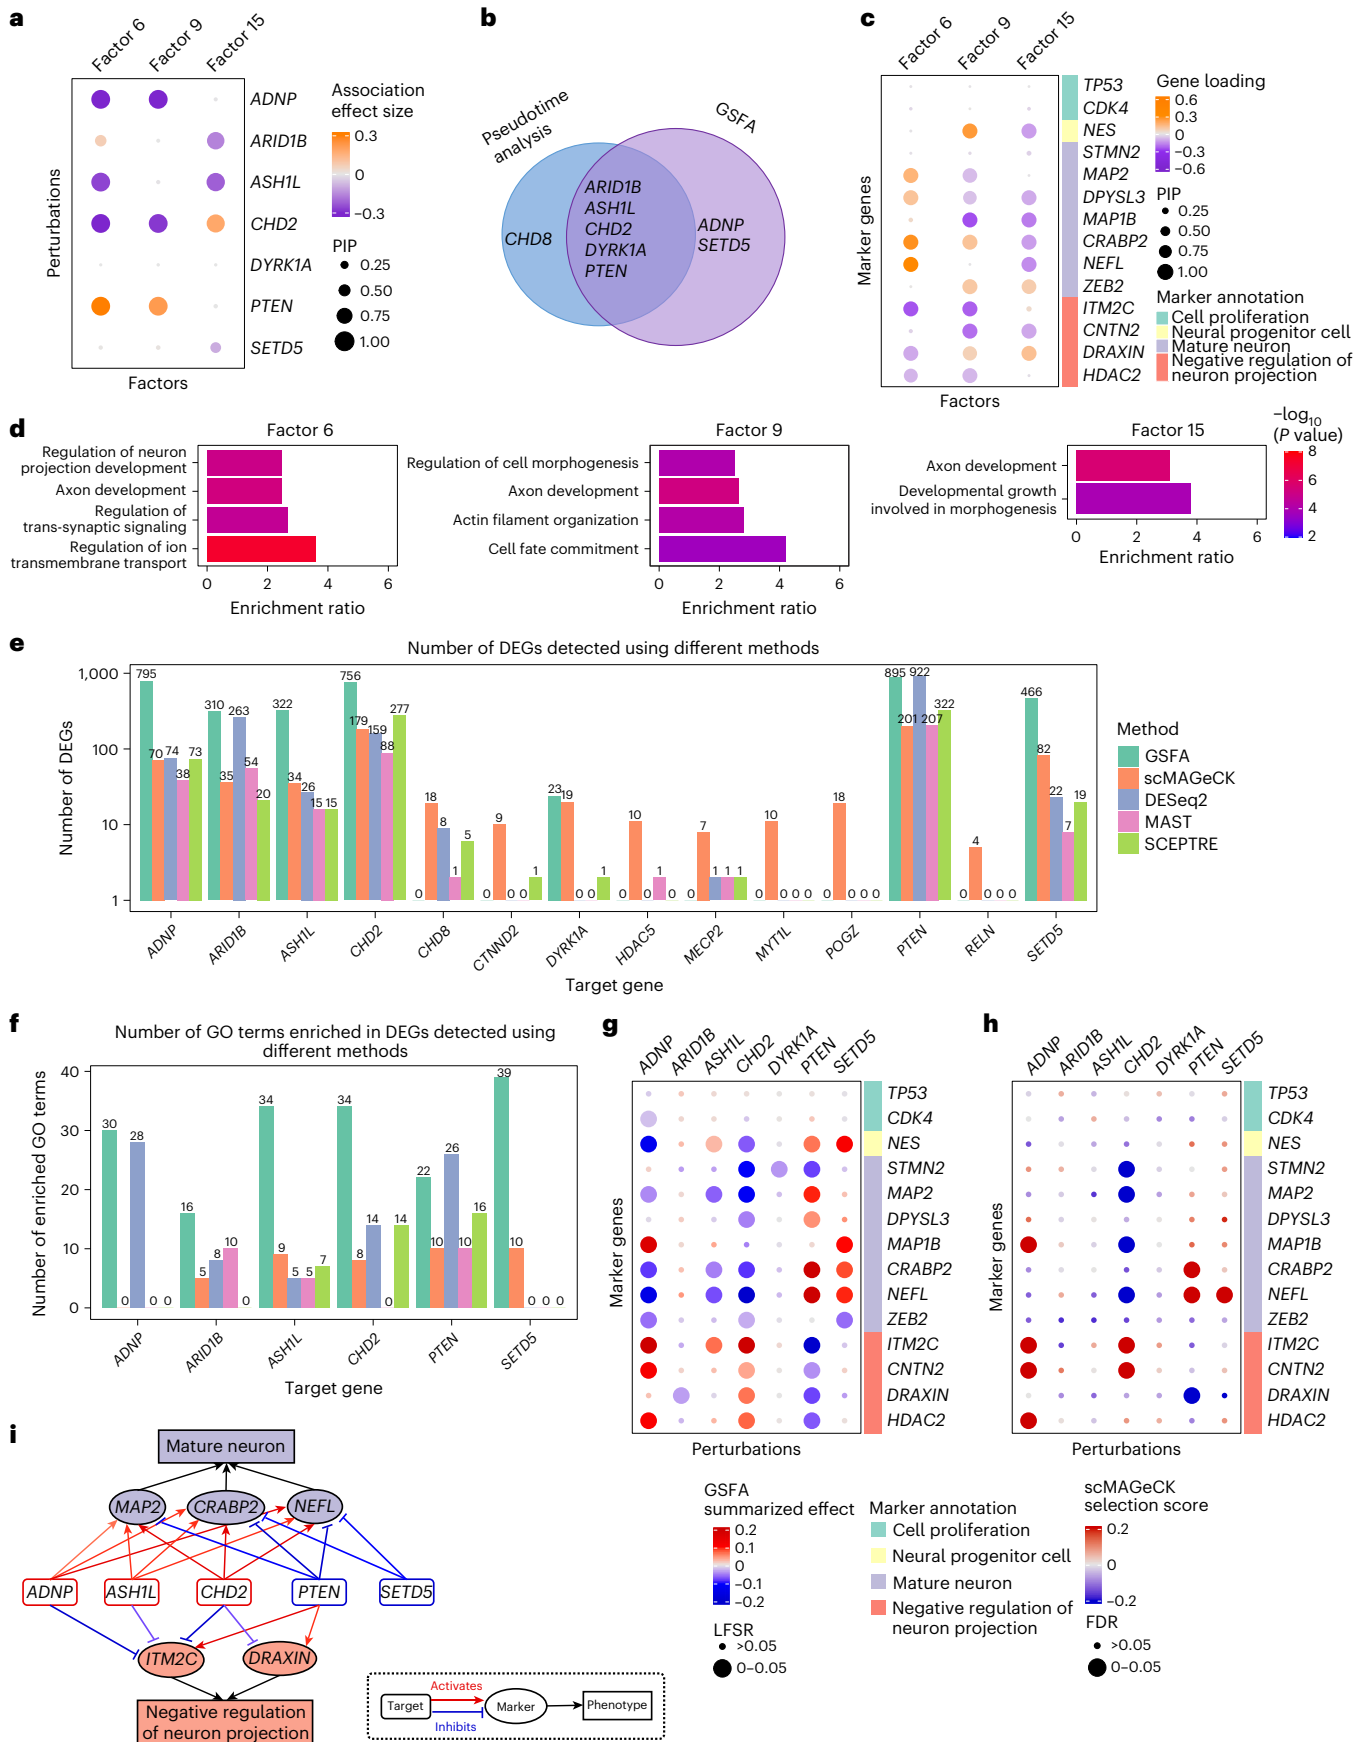 a
Factor 6
Factor 9
Factor 15
ADNP
ARID1B
ASH1L
CHD2
DYRK1A
PTEN
SETD5
Perturbations
Factors
Association
effect size
0.3
0
−0.3
PIP
0.25
0.50
0.75
1.00
b
Pseudotime
analysis
GSFA
CHD8
ARID1B
ASH1L
CHD2
DYRK1A
PTEN
ADNP
SETD5
c
Factor 6
Factor 9
Factor 15
TP53
CDK4
NES
STMN2
MAP2
DPYSL3
MAP1B
CRABP2
NEFL
ZEB2
ITM2C
CNTN2
DRAXIN
HDAC2
Marker genes
Factors
Gene loading
0.6
0.3
0
−0.3
−0.6
PIP
0.25
0.50
0.75
1.00
Marker annotation
Cell proliferation
Neural progenitor cell
Mature neuron
Negative regulation of
neuron projection
d
Factor 6
Regulation of neuron
projection development
Axon development
Regulation of
trans-synaptic signaling
Regulation of ion
transmembrane transport
0 2 4 6
Enrichment ratio
Factor 9
Regulation of cell morphogenesis
Axon development
Actin filament organization
Cell fate commitment
0 2 4 6
Enrichment ratio
Factor 15
Axon development
Developmental growth
involved in morphogenesis
0 2 4 6
Enrichment ratio
−log10
(P value)
8
6
4
2
e
Number of DEGs detected using different methods
Number of DEGs
1,000
100
10
1
795 70 74 38 73
310 35 263 54 20
322 34 26 15 15
756 179 159 88 277
0 18 8 1 5
0 9 0 0 1
23 19 0 0 1
0 10 0 1 0
0 7 1 1 1
0 10 0 0 0
0 18 0 0 0
895 201 922 207 322
0 4 0 0 0
466 82 22 7 19
ADNP
ARID1B
ASH1L
CHD2
CHD8
CTNND2
DYRK1A
HDAC5
MECP2
MYT1L
POGZ
PTEN
RELN
SETD5
Target gene
Method
GSFA
scMAGeCK
DESeq2
MAST
SCEPTRE
f
Number of GO terms enriched in DEGs detected using
different methods
Number of enriched GO terms
40
30
20
10
0
30 0 28 0 0
16 5 8 10 0
34 9 5 5 7
34 8 14 0 14
22 10 26 10 16
39 10 0 0 0
ADNP
ARID1B
ASH1L
CHD2
PTEN
SETD5
Target gene
g
ADNP
ARID1B
ASH1L
CHD2
DYRK1A
PTEN
SETD5
Marker genes
TP53
CDK4
NES
STMN2
MAP2
DPYSL3
MAP1B
CRABP2
NEFL
ZEB2
ITM2C
CNTN2
DRAXIN
HDAC2
Perturbations
GSFA
summarized effect
0.2
0.1
0
−0.1
−0.2
LFSR
>0.05
0–0.05
Marker annotation
Cell proliferation
Neural progenitor cell
Mature neuron
Negative regulation of
neuron projection
h
ADNP
ARID1B
ASH1L
CHD2
DYRK1A
PTEN
SETD5
Marker genes
TP53
CDK4
NES
STMN2
MAP2
DPYSL3
MAP1B
CRABP2
NEFL
ZEB2
ITM2C
CNTN2
DRAXIN
HDAC2
Perturbations
scMAGeCK
selection score
0.2
0
−0.2
FDR
>0.05
0–0.05
i
Mature neuron
MAP2 CRABP2 NEFL
ADNP ASH1L CHD2 PTEN SETD5
ITM2C DRAXIN
Negative regulation
of neuron projection
Target
Activates
Inhibits
Marker
Phenotype